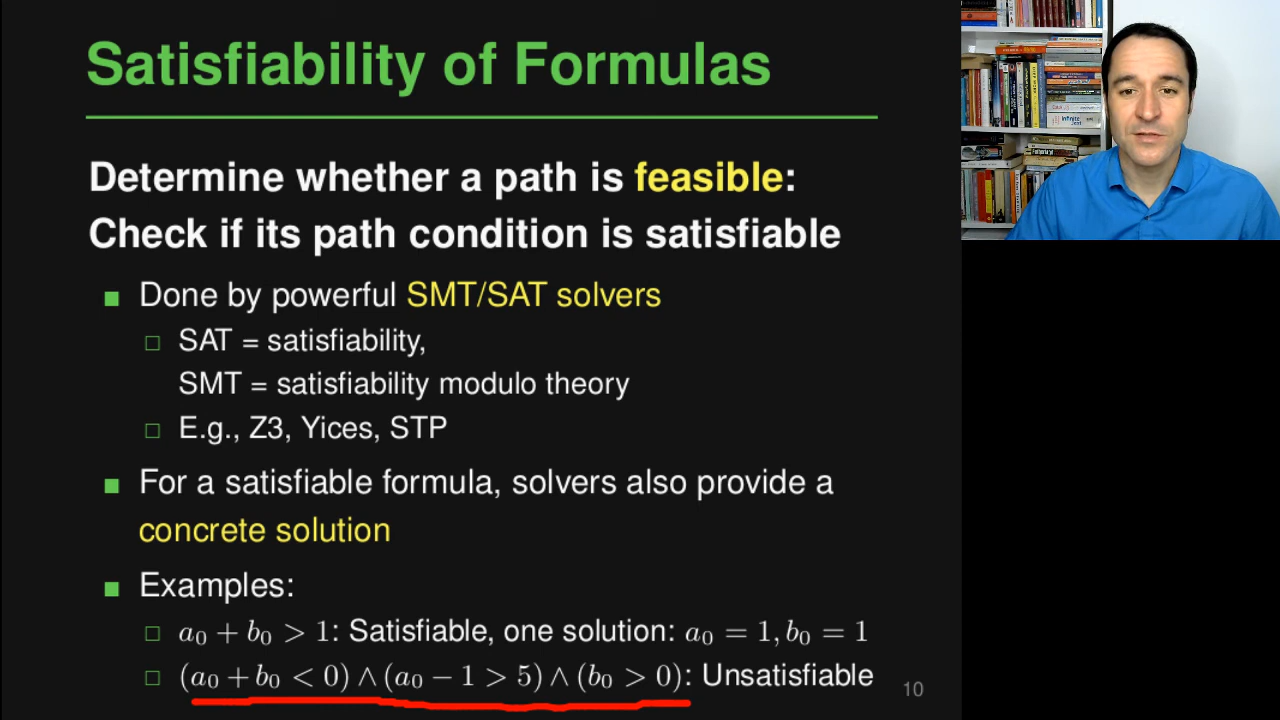 Satisfiability of Formulas
Determine whether a path is feasible:
Check if its path condition is satisfiable
■ Done by powerful SMT/SAT solvers
□ SAT = satisfiability,
SMT = satisfiability modulo theory
□ E.g., Z3, Yices, STP
■ For a satisfiable formula, solvers also provide a
concrete solution
■ Examples:
□ a₀ + b₀ > 1: Satisfiable, one solution: a₀ = 1, b₀ = 1
□ (a₀ + b₀ < 0) ∧ (a₀ − 1 > 5) ∧ (b₀ > 0): Unsatisfiable
10
Infinite Jest